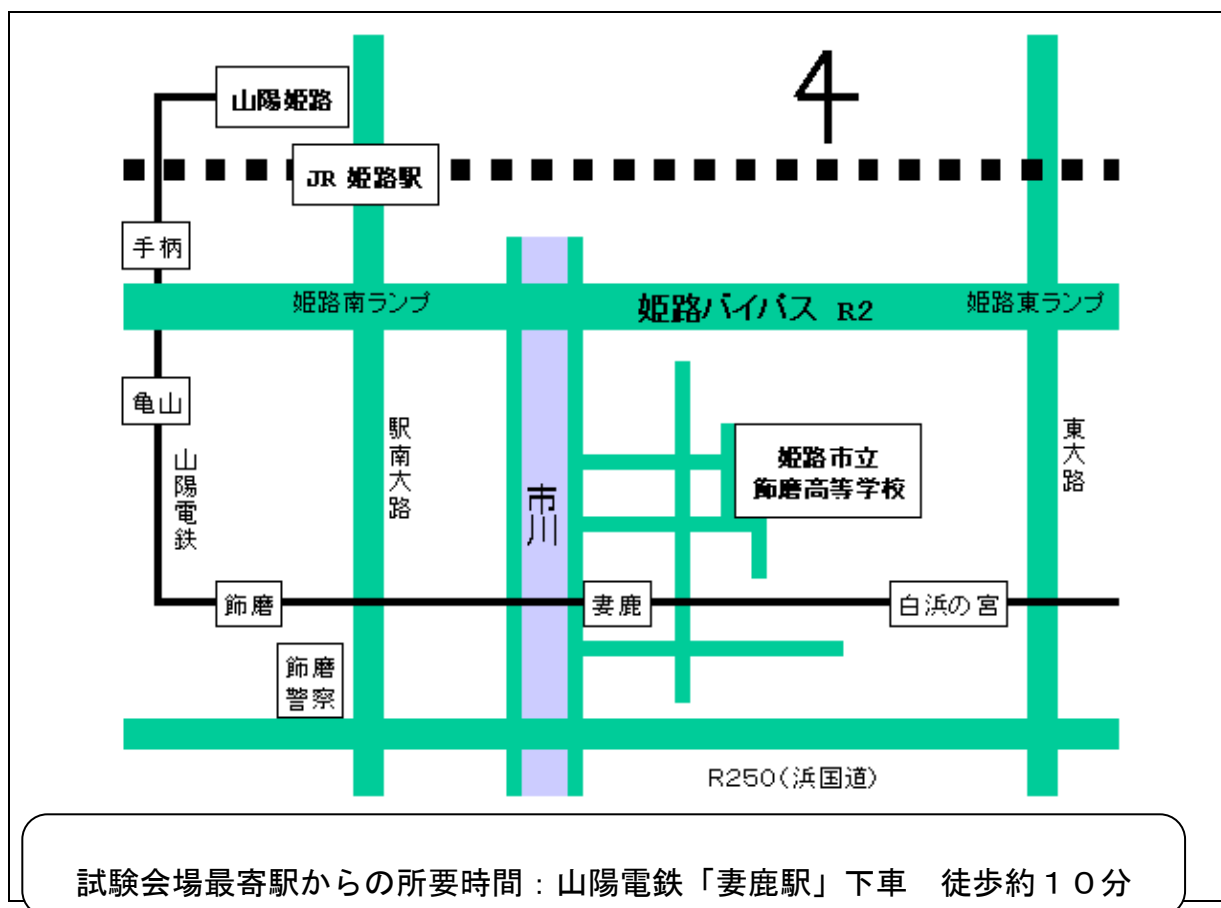 山陽姫路
JR 姫路駅
手柄
姫路南ランプ
姫路バイパス R2
姫路東ランプ
亀山
山陽電鉄
駅南大路
市川
姫路市立
飾磨高等学校
東大路
飾磨
妻鹿
白浜の宮
飾磨
警察
R250(浜国道)
試験会場最寄駅からの所要時間:山陽電鉄「妻鹿駅」下車 徒歩約10分